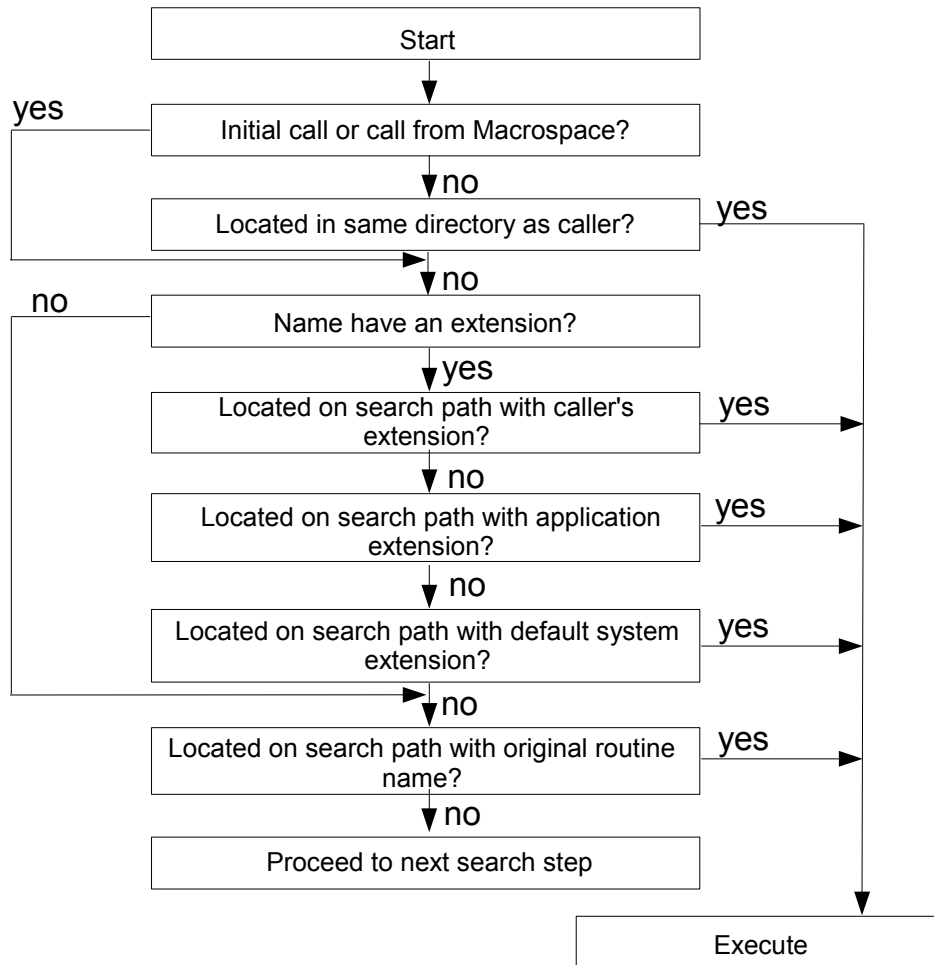 Start
yes
Initial call or call from Macrospace?
no
Located in same directory as caller?
yes
no
no
Name have an extension?
yes
Located on search path with caller's
extension?
yes
no
Located on search path with application
extension?
yes
no
Located on search path with default system
extension?
yes
no
Located on search path with original routine
name?
yes
no
Proceed to next search step
Execute